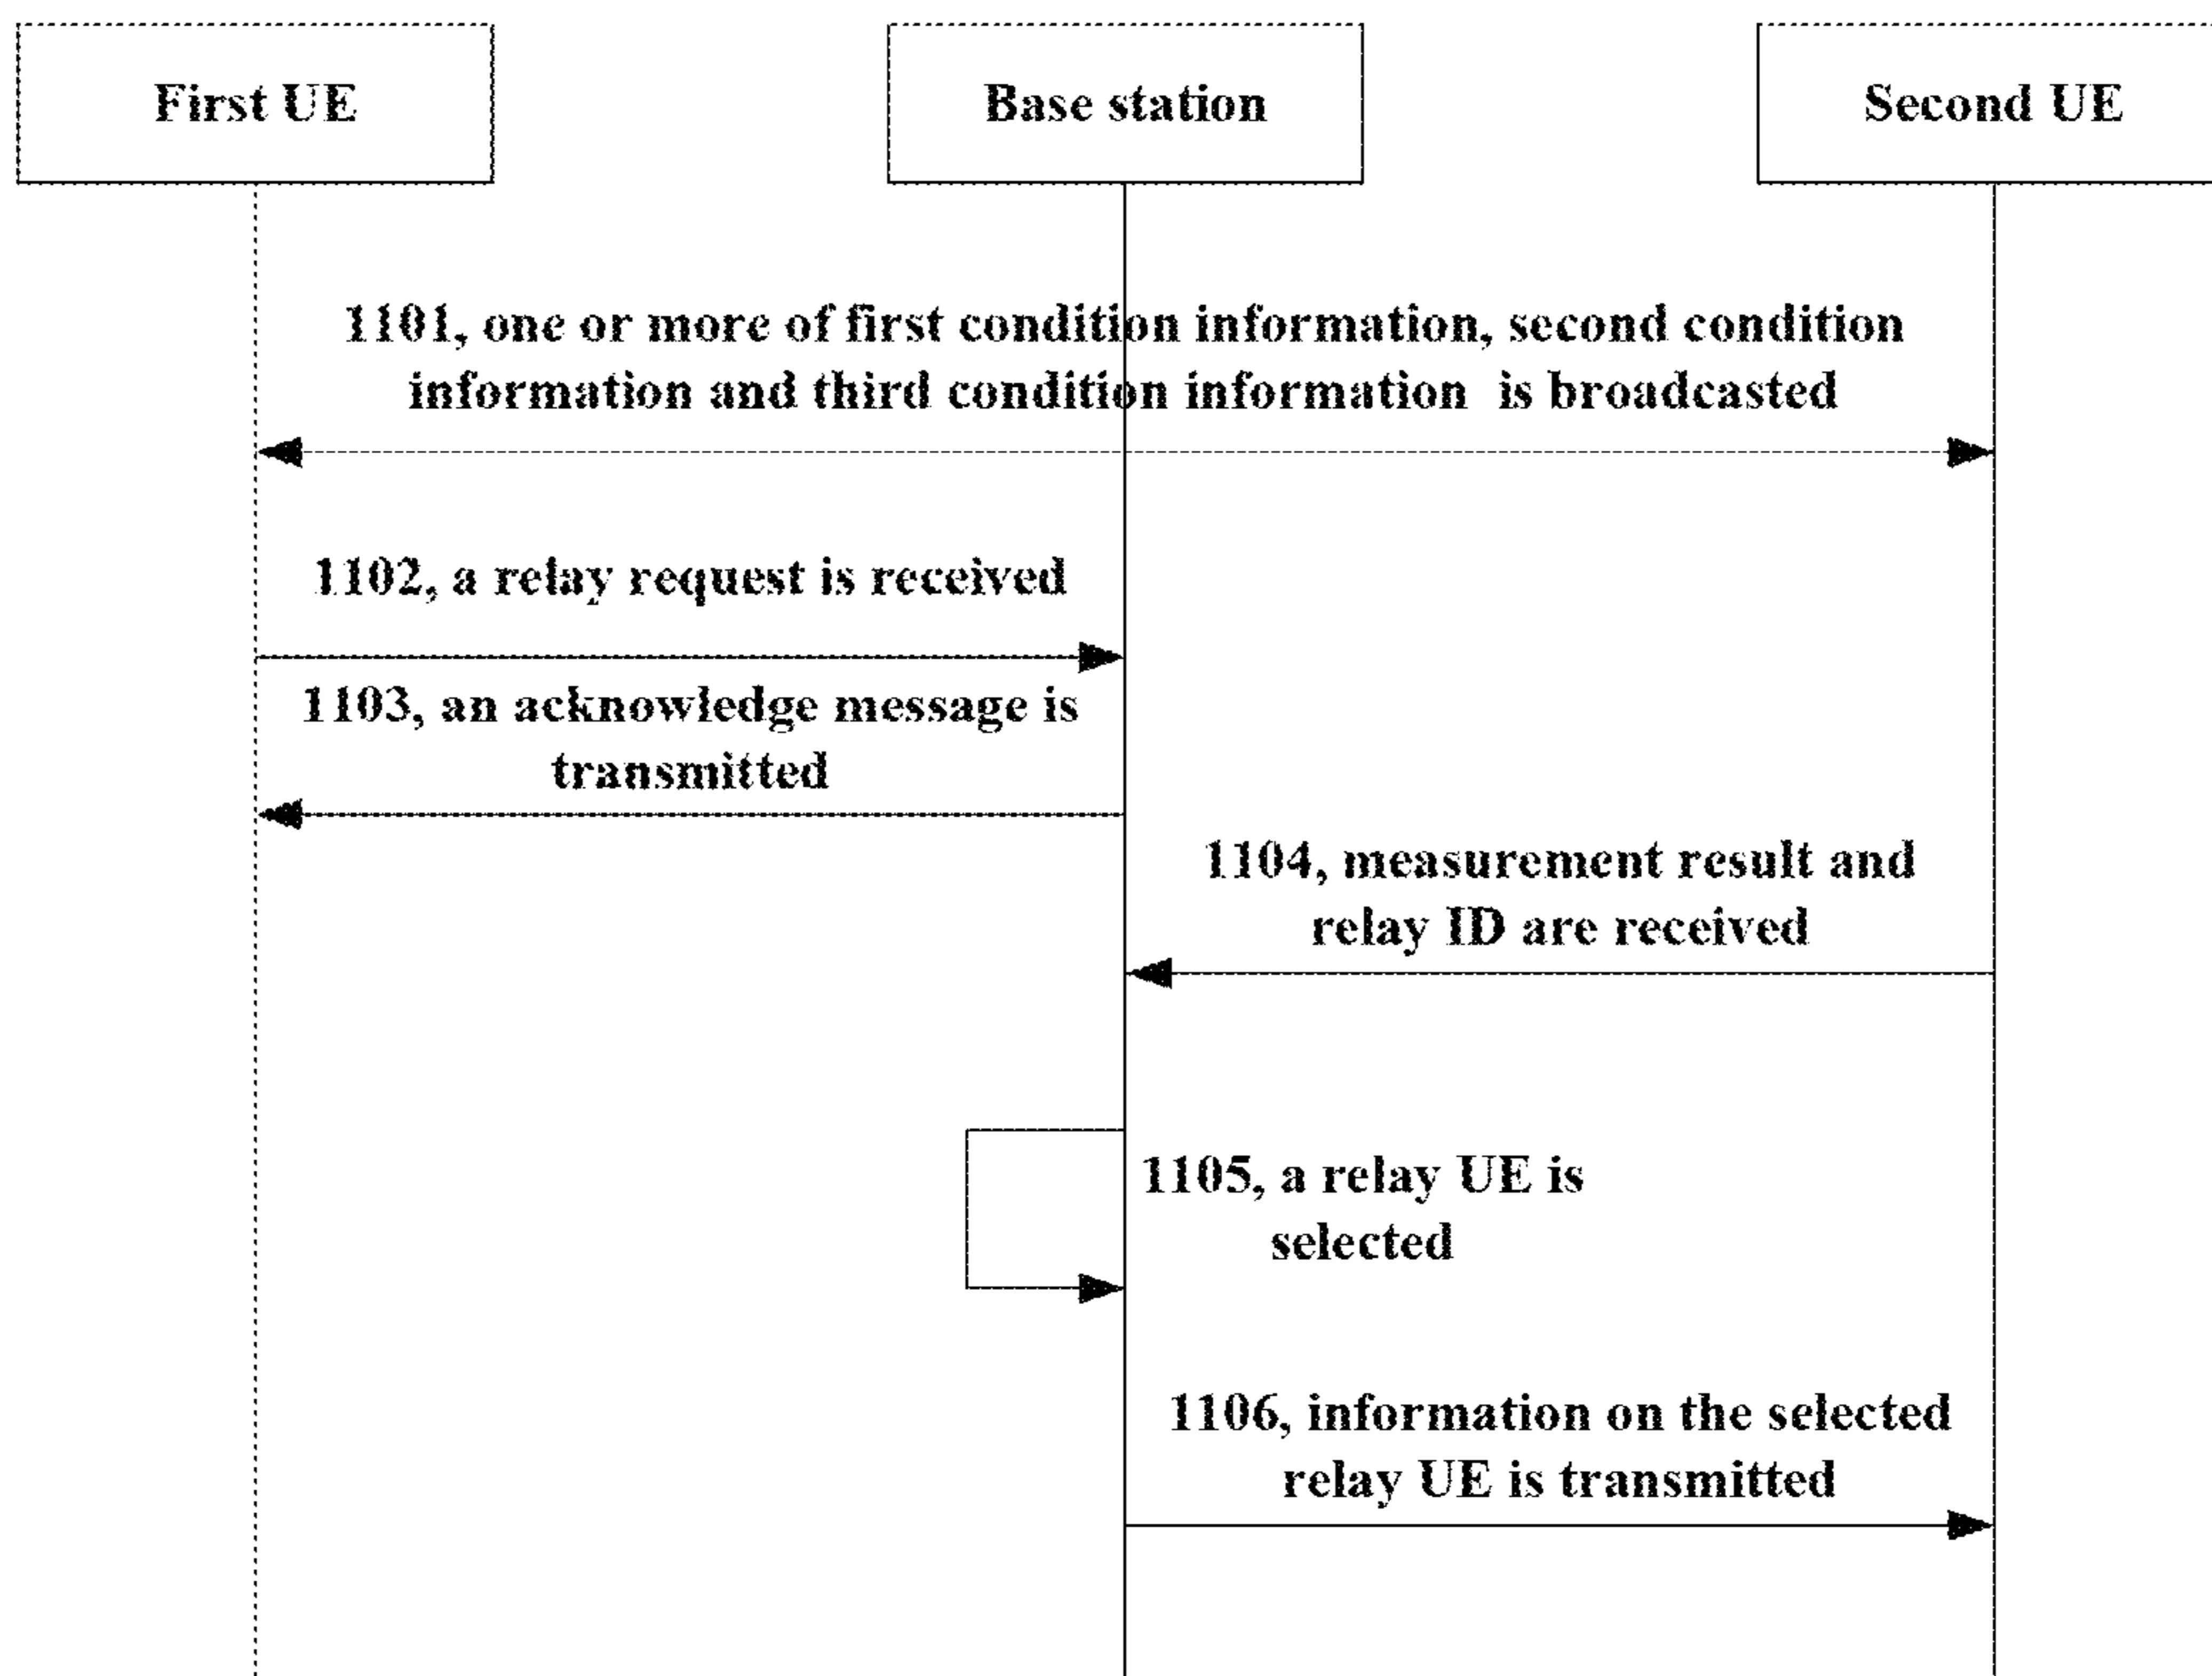 First UE
Base station
Second UE
1101, one or more of first condition information, second condition
information and third condition information is broadcasted
1102, a relay request is received
1103, an acknowledge message is
transmitted
1104, measurement result and
relay ID are received
1105, a relay UE is
selected
1106, information on the selected
relay UE is transmitted